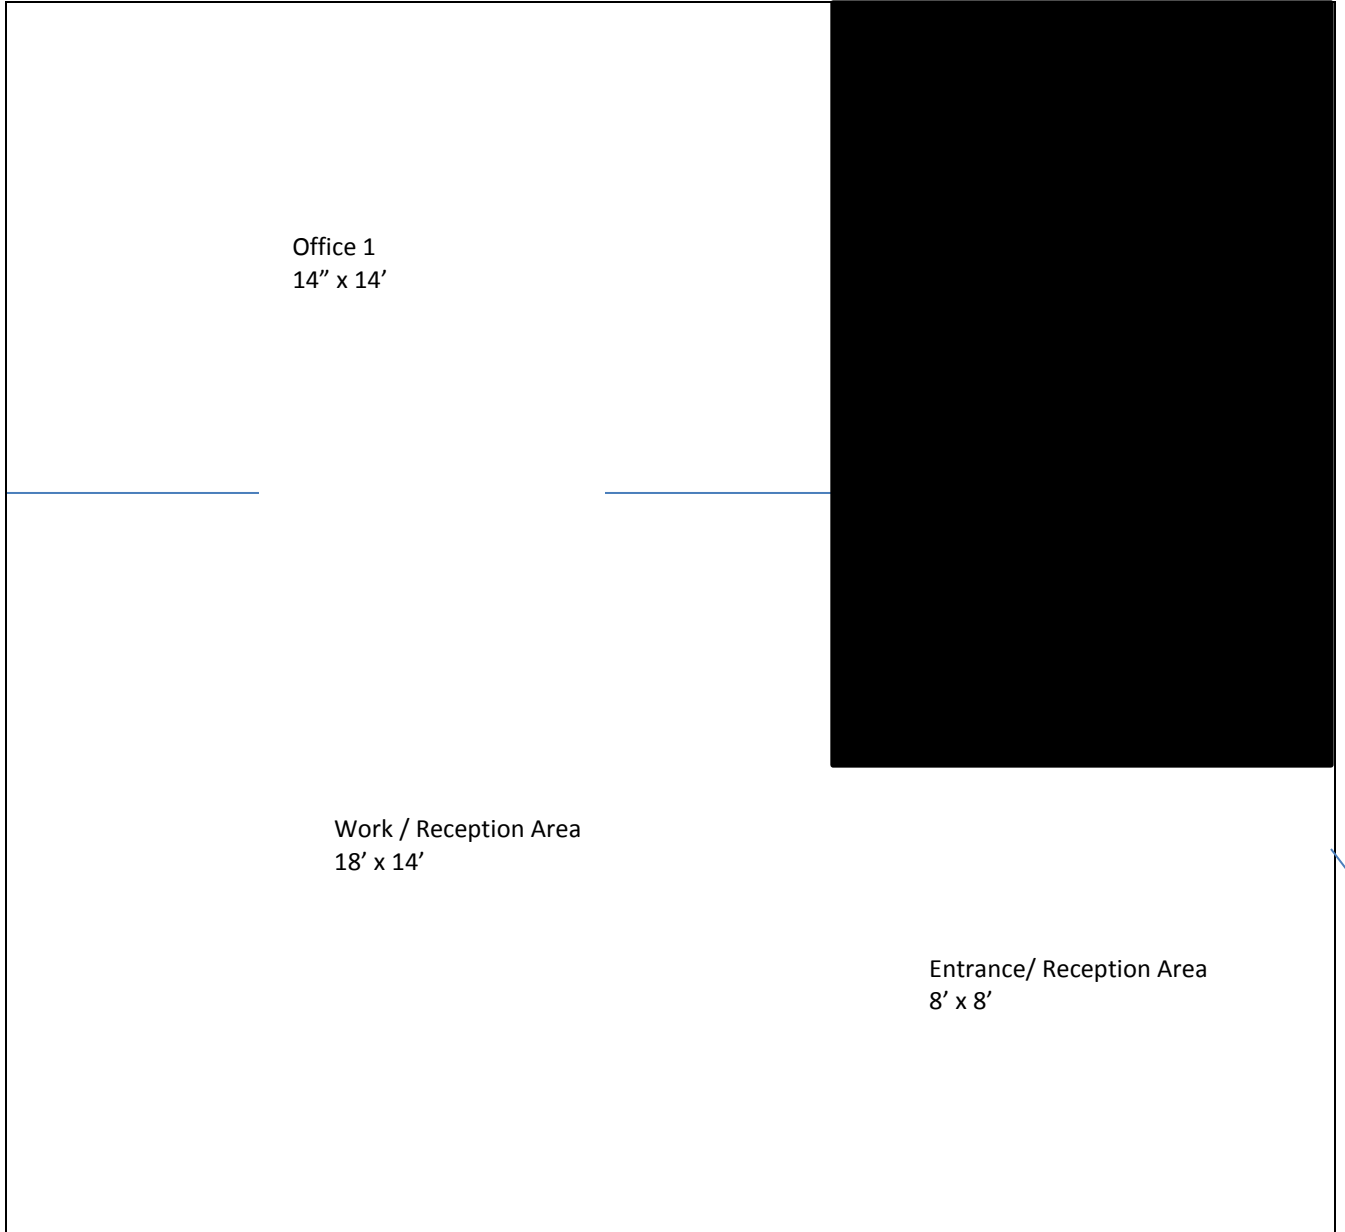 Office 1
14” x 14’
Work / Reception Area
18’ x 14’
Entrance/ Reception Area
8’ x 8’